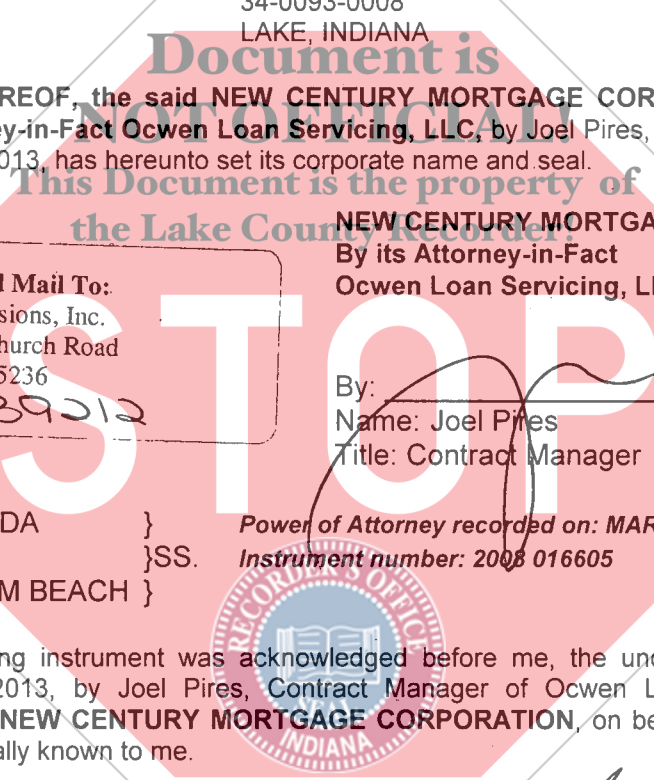 34-0093-0008
LAKE, INDIANA
Document is
REOF, the said NEW CENTURY MORTGAGE COR
NOT OFFICIAL!
y-in-Fact Ocwen Loan Servicing, LLC, by Joel Pires,
013, has hereunto set its corporate name and seal.
This Document is the property of
the Lake County Recorder!
NEW CENTURY MORTGA
By its Attorney-in-Fact
Ocwen Loan Servicing, LL
l Mail To:
sions, Inc.
hurch Road
5236
39212
STOP
By:
Name: Joel Pires
Title: Contract Manager
DA }
}SS.
M BEACH }
Power of Attorney recorded on: MAR
Instrument number: 2008 016605
RECORDER'S OFFICE
SEAL
INDIANA
ng instrument was acknowledged before me, the und
2013, by Joel Pires, Contract Manager of Ocwen L
NEW CENTURY MORTGAGE CORPORATION, on be
ally known to me.